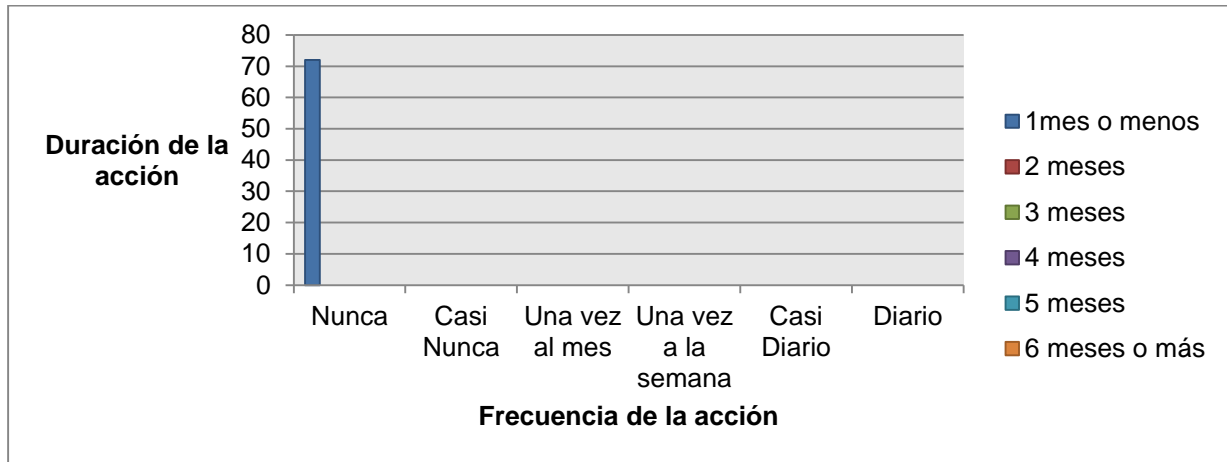 80
70
60
50
40
30
20
10
0
Duración de la
acción
Nunca
Casi
Nunca
Una vez
al mes
Una vez
a la
semana
Casi
Diario
Diario
Frecuencia de la acción
1mes o menos
2 meses
3 meses
4 meses
5 meses
6 meses o más